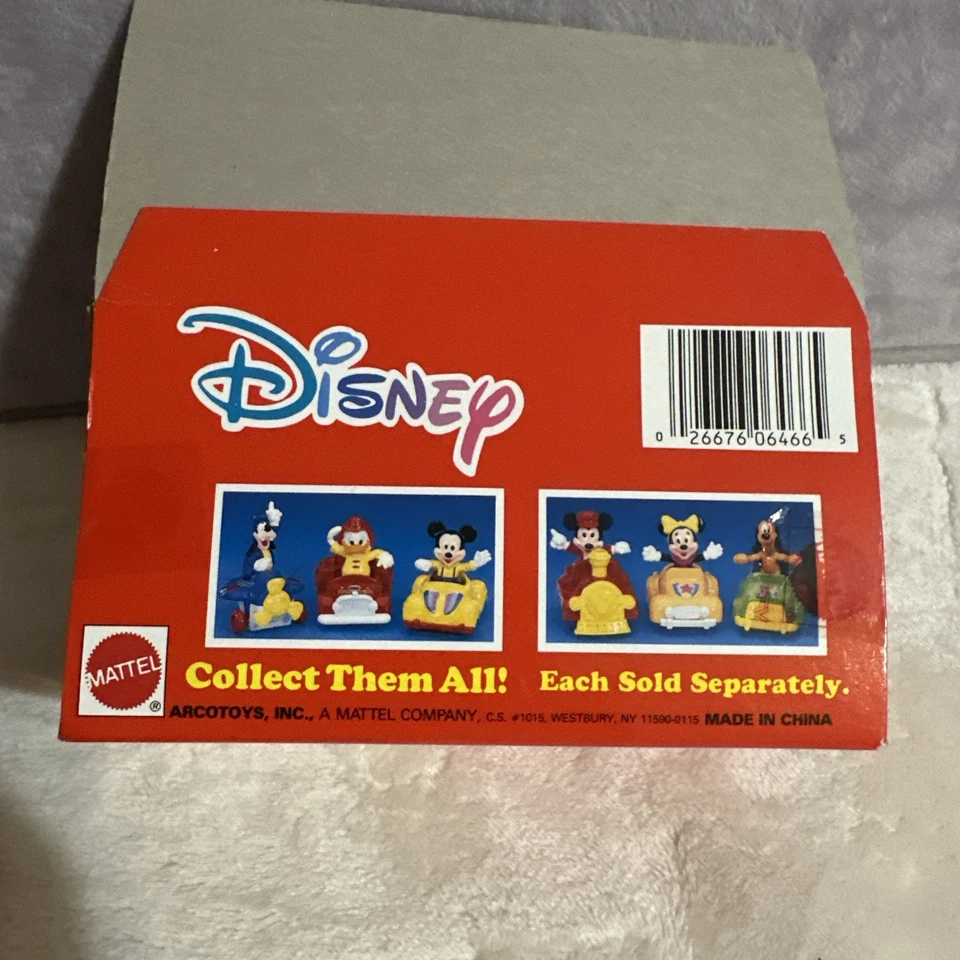 Disney
0 26676 06466 5
MATTEL®
Collect Them All!
Each Sold Separately.
ARCOTOYS, INC., A MATTEL COMPANY, C.S. #1015, WESTBURY, NY 11590-0115 MADE IN CHINA